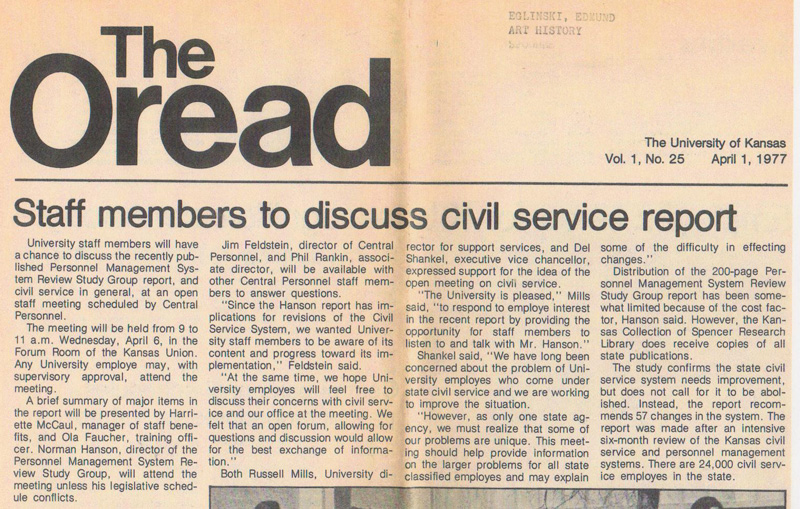 EGLINSKI, EDMUND
ART HISTORY
The
Oread
The University of Kansas
Vol. 1, No. 25 April 1, 1977
Staff members to discuss civil service report
University staff members will have
a chance to discuss the recently pub-
lished Personnel Management Sys-
tem Review Study Group report, and
civil service in general, at an open
staff meeting scheduled by Central
Personnel.
The meeting will be held from 9 to
11 a.m. Wednesday, April 6, in the
Forum Room of the Kansas Union.
Any University employe may, with
supervisory approval, attend the
meeting.
A brief summary of major items in
the report will be presented by Harri-
ette McCaul, manager of staff bene-
fits, and Ola Faucher, training offi-
cer. Norman Hanson, director of the
Personnel Management System Re-
view Study Group, will attend the
meeting unless his legislative sched-
ule conflicts.
Jim Feldstein, director of Central
Personnel, and Phil Rankin, associ-
ate director, will be available with
other Central Personnel staff mem-
bers to answer questions.
"Since the Hanson report has im-
plications for revisions of the Civil
Service System, we wanted Univer-
sity staff members to be aware of its
content and progress toward its im-
plementation," Feldstein said.
"At the same time, we hope Uni-
versity employes will feel free to
discuss their concerns with civil serv-
ice and our office at the meeting. We
felt that an open forum, allowing for
questions and discussion would allow
for the best exchange of informa-
tion."
Both Russell Mills, University di-
rector for support services, and Del
Shankel, executive vice chancellor,
expressed support for the idea of the
open meeting on civil service.
"The University is pleased," Mills
said, "to respond to employe interest
in the recent report by providing the
opportunity for staff members to
listen to and talk with Mr. Hanson."
Shankel said, "We have long been
concerned about the problem of Uni-
versity employes who come under
state civil service and we are working
to improve the situation.
"However, as only one state ag-
ency, we must realize that some of
our problems are unique. This meet-
ing should help provide information
on the larger problems for all state
classified employes and may explain
some of the difficulty in effecting
changes."
Distribution of the 200-page Per-
sonnel Management System Review
Study Group report has been some-
what limited because of the cost fac-
tor, Hanson said. However, the Kan-
sas Collection of Spencer Research
Library does receive copies of all
state publications.
The study confirms the state civil
service system needs improvement,
but does not call for it to be abol-
ished. Instead, the report recom-
mends 57 changes in the system. The
report was made after an intensive
six-month review of the Kansas civil
service and personnel management
systems. There are 24,000 civil serv-
ice employes in the state.